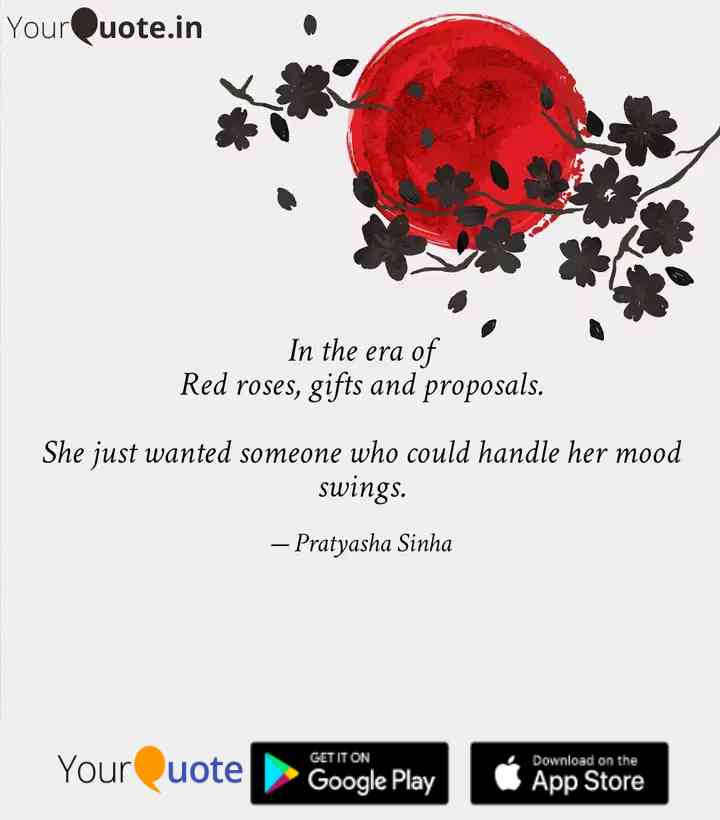 YourQuote.in
In the era of
Red roses, gifts and proposals.
She just wanted someone who could handle her mood
swings.
— Pratyasha Sinha
YourQuote
GET IT ON
Google Play
Download on the
App Store